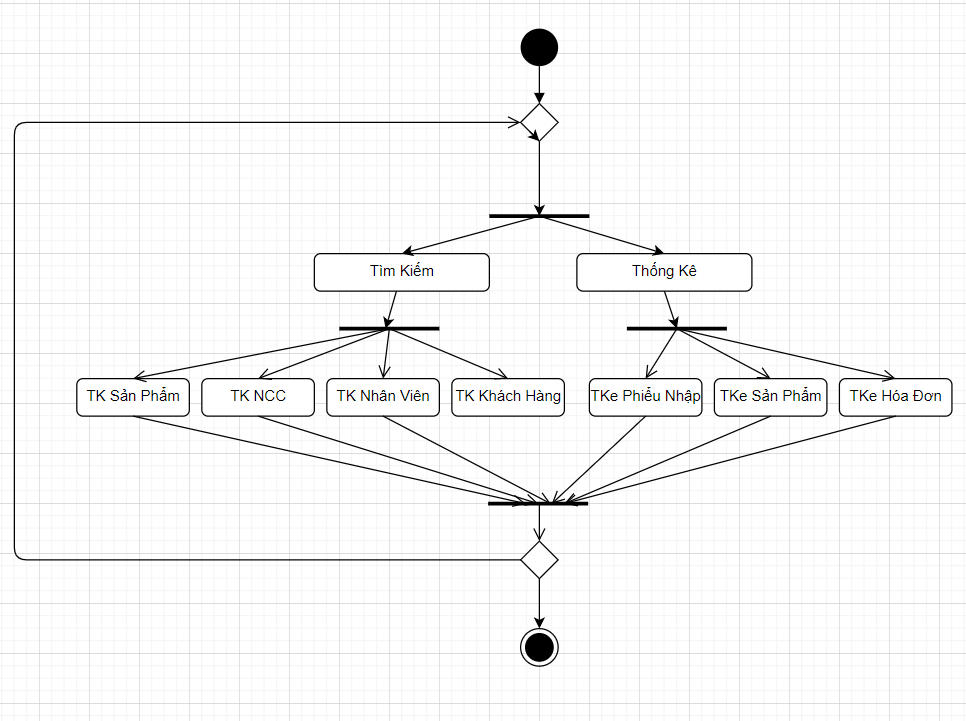 Tìm Kiếm
Thống Kê
TK Sản Phẩm
TK NCC
TK Nhân Viên
TK Khách Hàng
TKe Phiếu Nhập
TKe Sản Phẩm
TKe Hóa Đơn